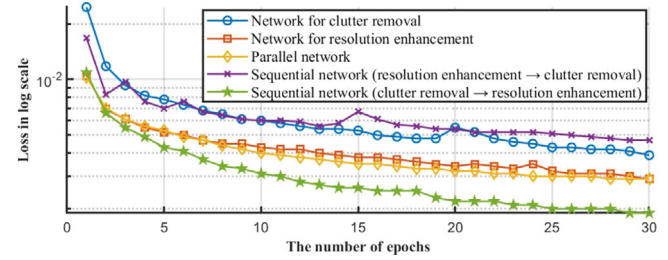 Network for clutter removal
Network for resolution enhancement
Parallel network
Sequential network (resolution enhancement → clutter removal)
Sequential network (clutter removal → resolution enhancement)
Loss in log scale
10^-2
0 5 10 15 20 25 30
The number of epochs